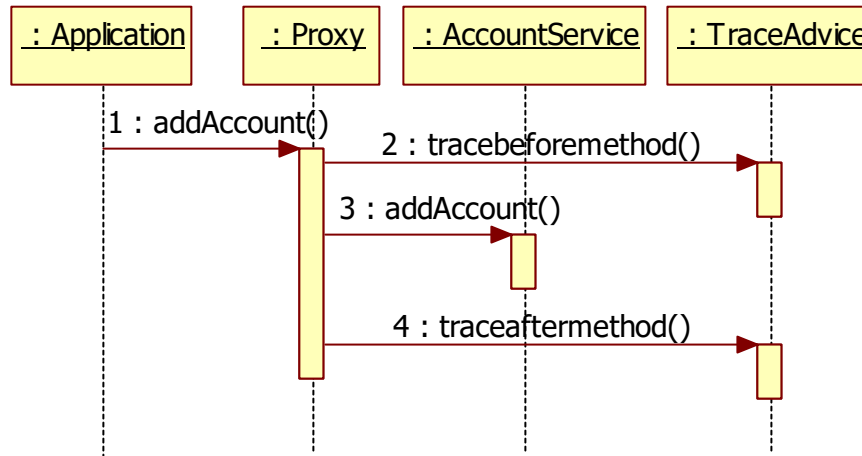 : Application
: Proxy
: AccountService
: TraceAdvice
1 : addAccount()
2 : tracebeforemethod()
3 : addAccount()
4 : traceaftermethod()